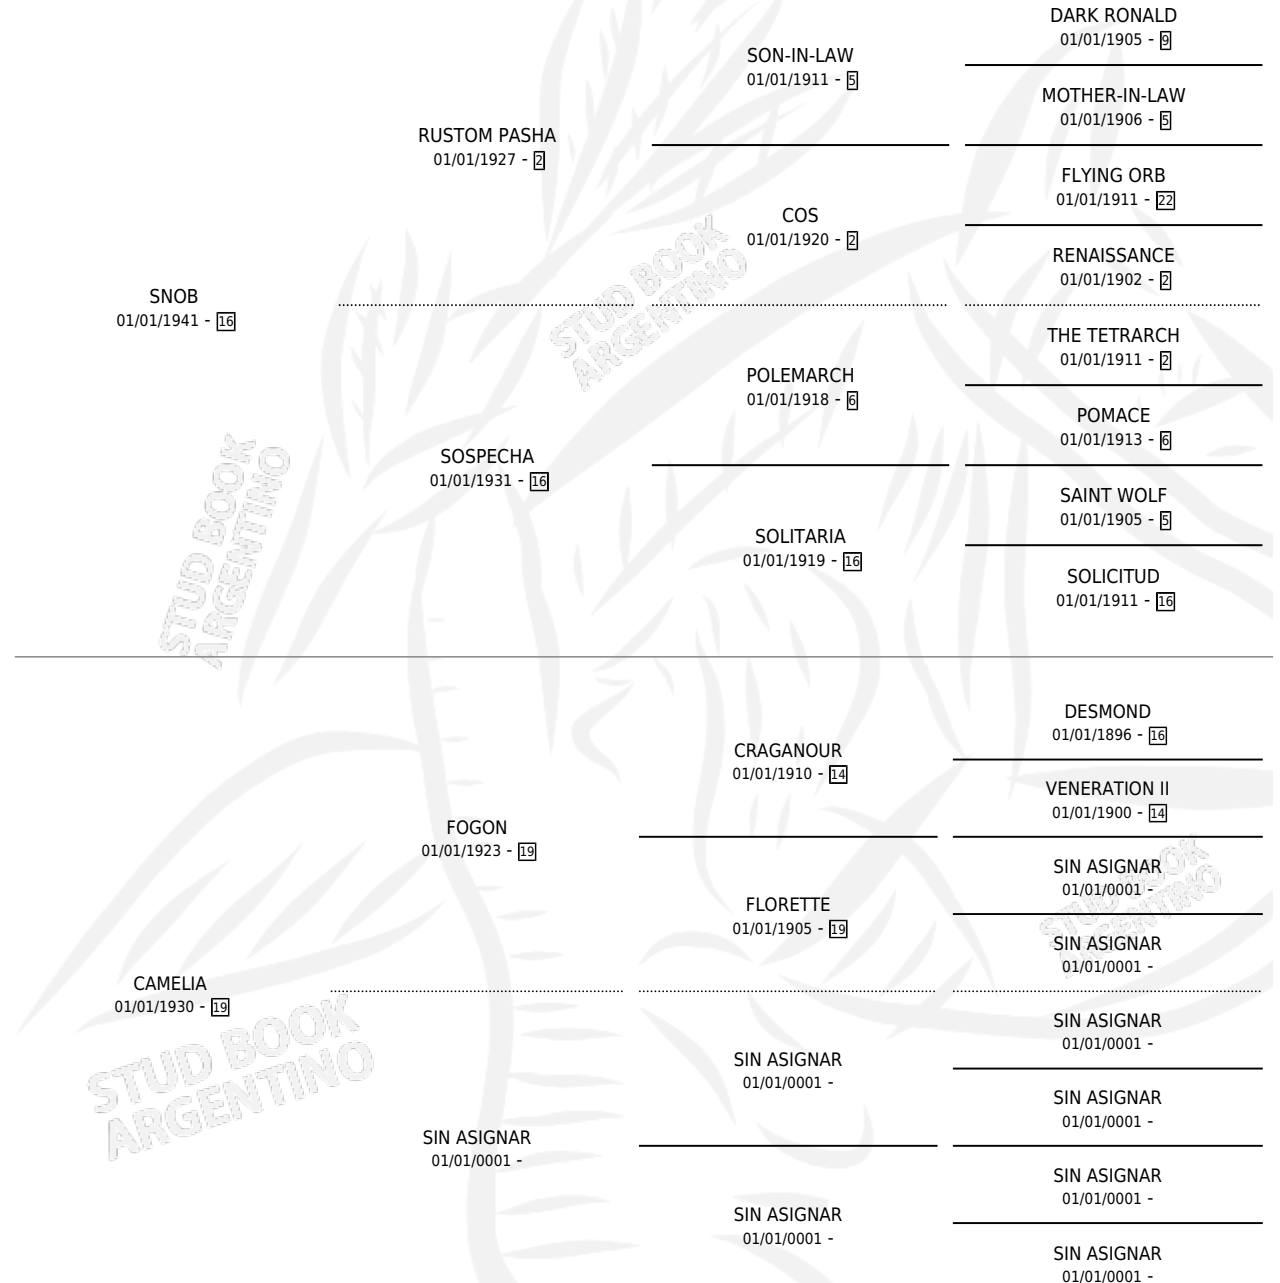 DARK RONALD
01/01/1905 - 9
SON-IN-LAW
01/01/1911 - 5
MOTHER-IN-LAW
01/01/1906 - 5
RUSTOM PASHA
01/01/1927 - 2
FLYING ORB
01/01/1911 - 22
COS
01/01/1920 - 2
RENAISSANCE
01/01/1902 - 2
SNOB
01/01/1941 - 16
THE TETRARCH
01/01/1911 - 2
POLEMARCH
01/01/1918 - 6
POMACE
01/01/1913 - 6
SOSPECHA
01/01/1931 - 16
SAINT WOLF
01/01/1905 - 5
SOLITARIA
01/01/1919 - 16
SOLICITUD
01/01/1911 - 16
DESMOND
01/01/1896 - 16
CRAGANOUR
01/01/1910 - 14
VENERATION II
01/01/1900 - 14
FOGON
01/01/1923 - 19
SIN ASIGNAR
01/01/0001 -
FLORETTE
01/01/1905 - 19
SIN ASIGNAR
01/01/0001 -
CAMELIA
01/01/1930 - 19
SIN ASIGNAR
01/01/0001 -
SIN ASIGNAR
01/01/0001 -
SIN ASIGNAR
01/01/0001 -
SIN ASIGNAR
01/01/0001 -
SIN ASIGNAR
01/01/0001 -
SIN ASIGNAR
01/01/0001 -
SIN ASIGNAR
01/01/0001 -
STUD BOOK
ARGENTINO
STUD BOOK
ARGENTINO
STUD BOOK
ARGENTINO
STUD BOOK
ARGENTINO